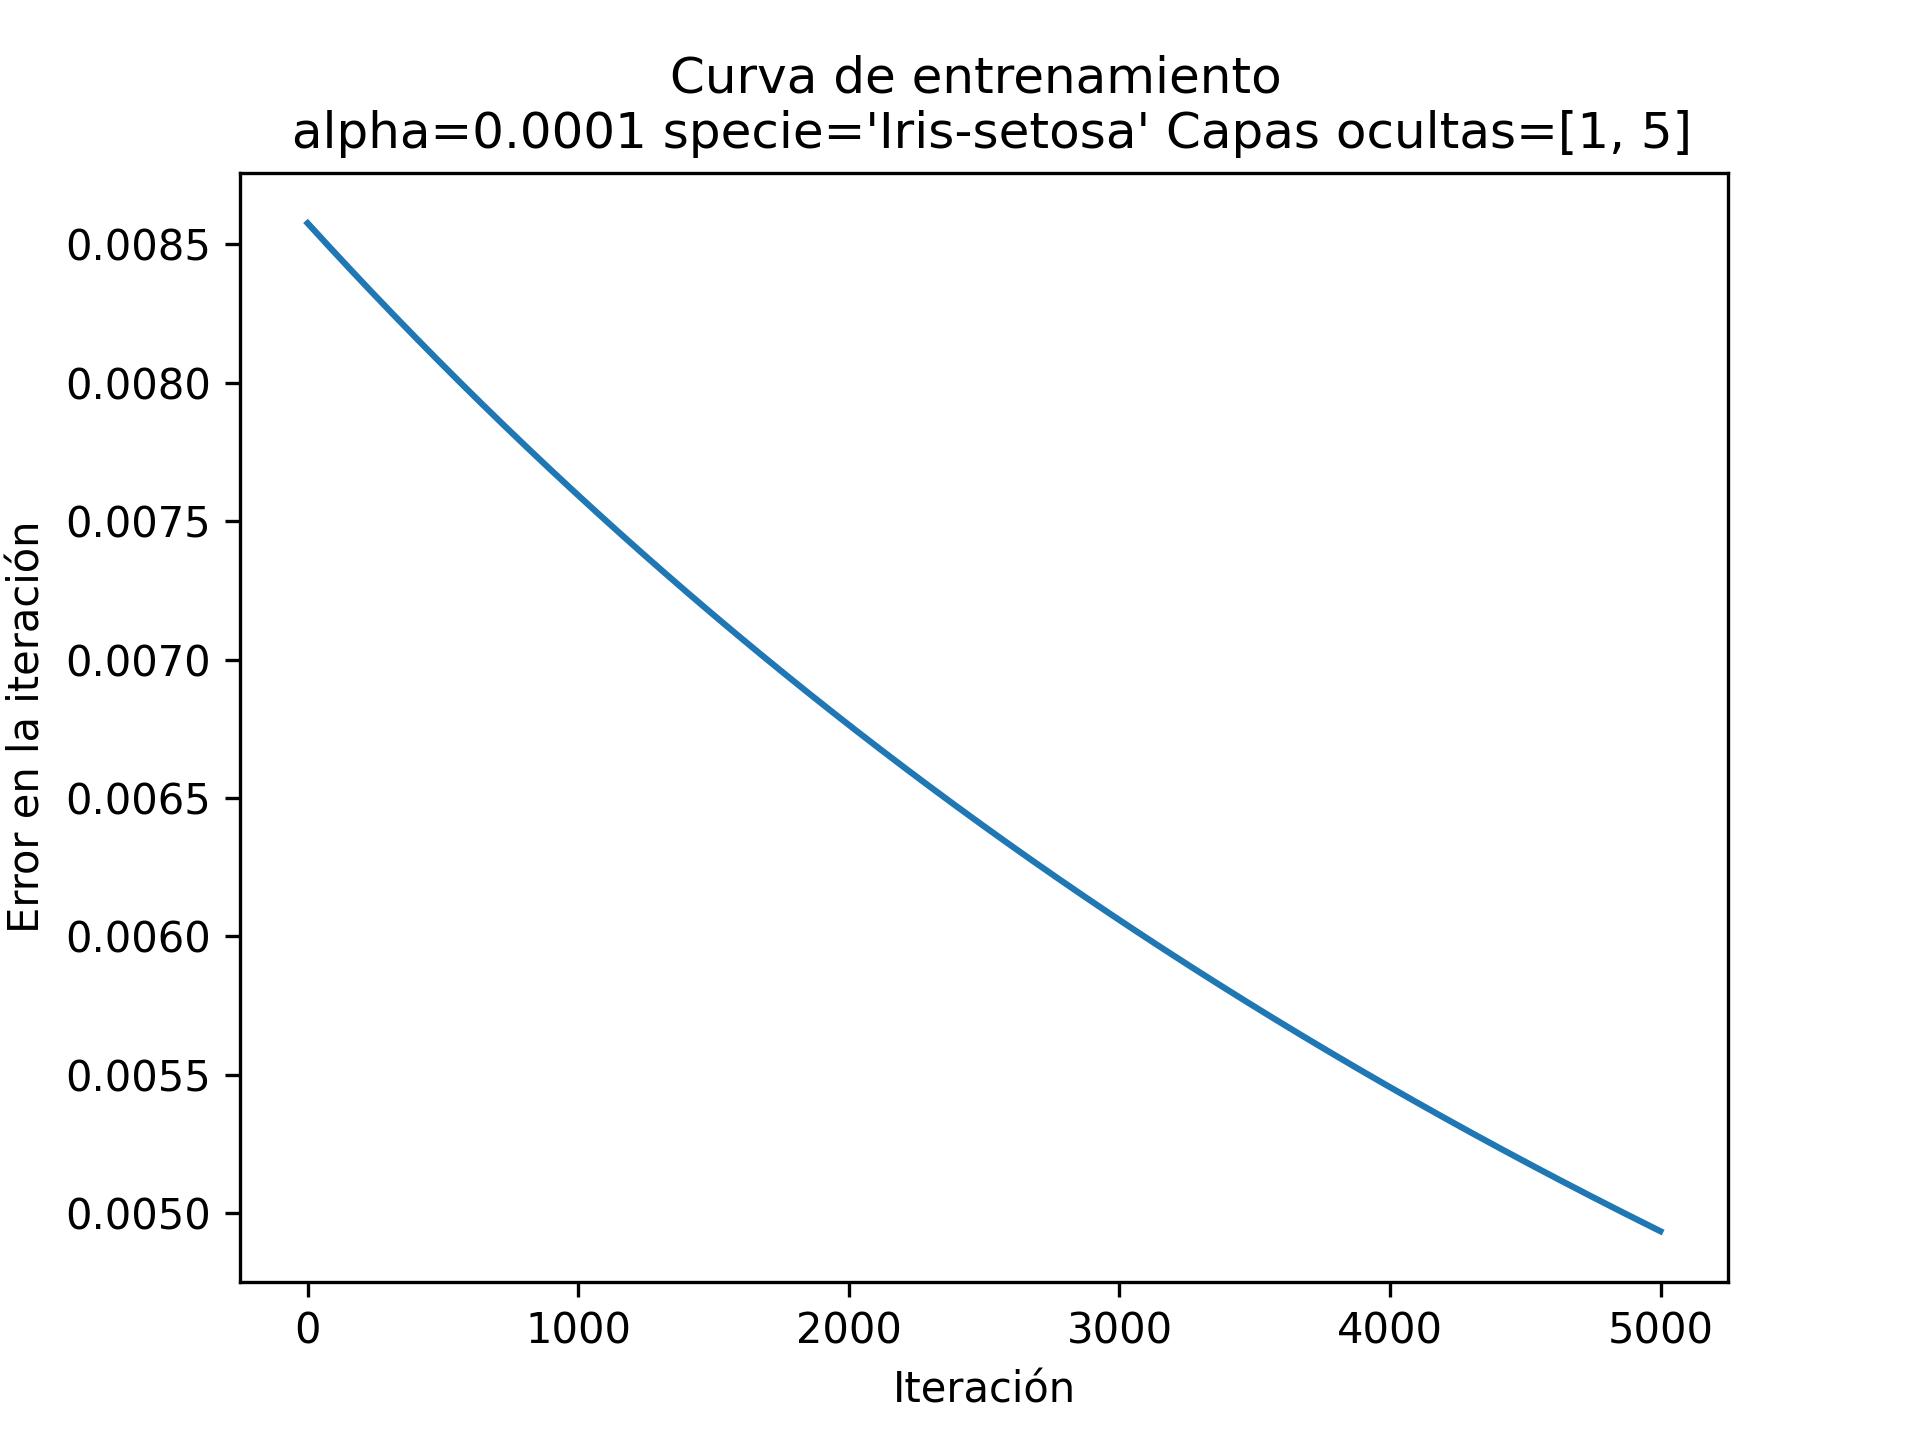 Curva de entrenamiento
alpha=0.0001 specie='Iris-setosa' Capas ocultas=[1, 5]
Error en la iteración
0.0085
0.0080
0.0075
0.0070
0.0065
0.0060
0.0055
0.0050
0 1000 2000 3000 4000 5000
Iteración